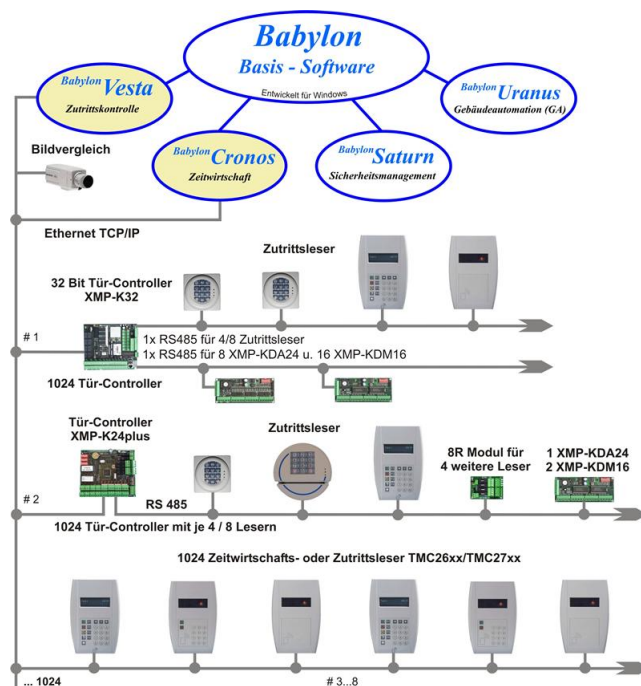 Babylon
Basis - Software
Entwickelt für Windows
Babylon Vesta
Zutrittskontrolle
Babylon Uranus
Gebäudeautomation (GA)
Bildvergleich
Babylon Cronos
Zeitwirtschaft
Babylon Saturn
Sicherheitsmanagement
Ethernet TCP/IP
Zutrittsleser
32 Bit Tür-Controller
XMP-K32
# 1
1x RS485 für 4/8 Zutrittsleser
1x RS485 für 8 XMP-KDA24 u. 16 XMP-KDM16
1024 Tür-Controller
Tür-Controller
XMP-K24plus
Zutrittsleser
8R Modul für
4 weitere Leser
1 XMP-KDA24
2 XMP-KDM16
# 2
RS 485
1024 Tür-Controller mit je 4 / 8 Lesern
1024 Zeitwirtschafts- oder Zutrittsleser TMC26xx/TMC27xx
... 1024
# 3...8